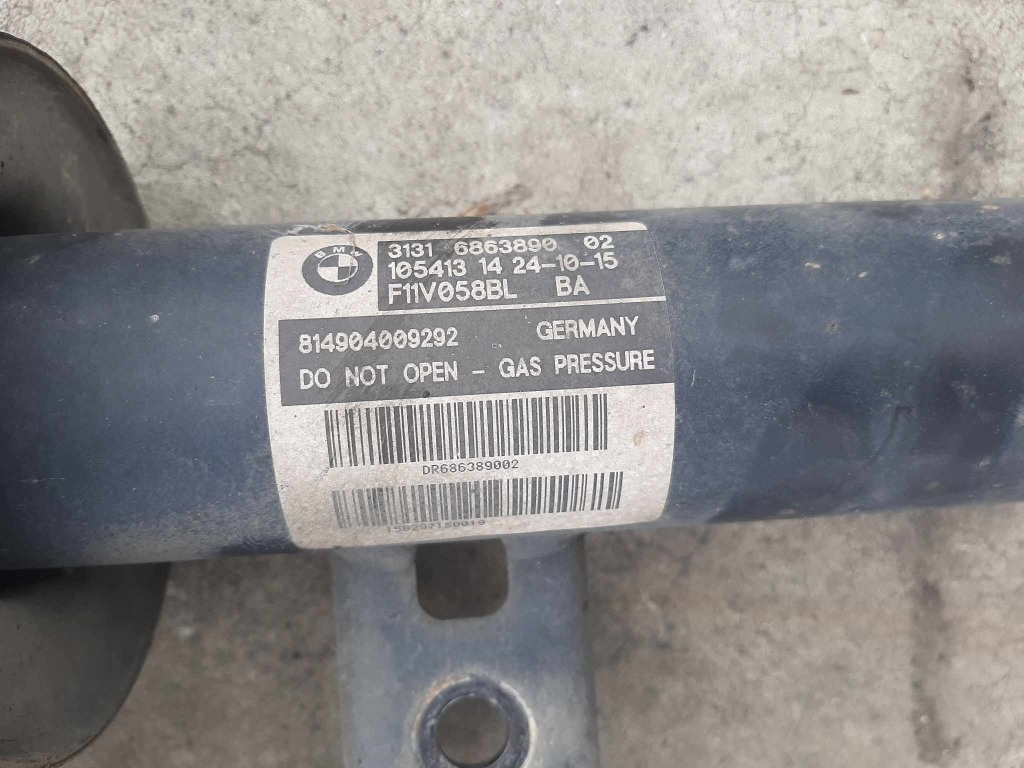 BMW
3131 6863890 02
105413 14 24-10-15
F11V058BL BA
814904009292 GERMANY
DO NOT OPEN - GAS PRESSURE
DR686389002